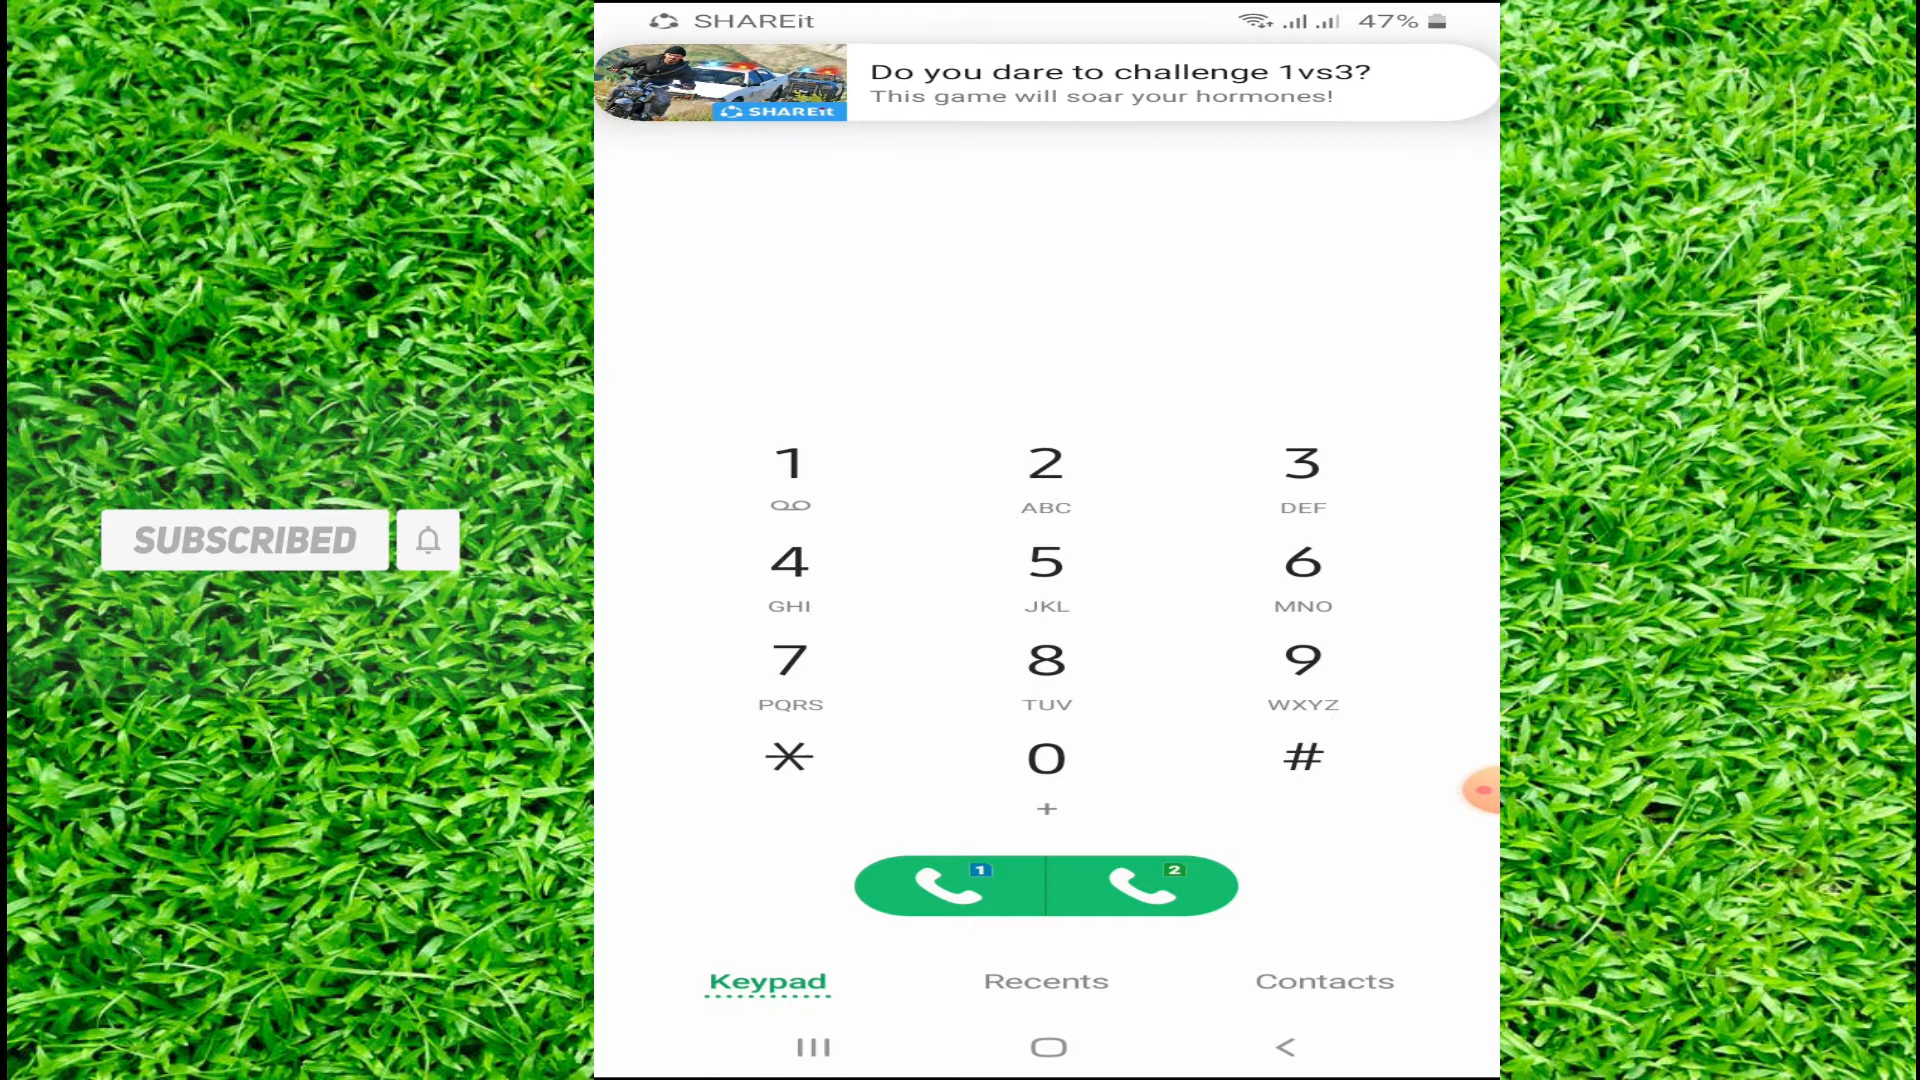 SHAREit 47%
Do you dare to challenge 1vs3?
This game will soar your hormones!
SHAREit
1 2 3
ABC DEF
4 5 6
GHI JKL MNO
7 8 9
PQRS TUV WXYZ
* 0 #
+
1 2
Keypad Recents Contacts
SUBSCRIBED